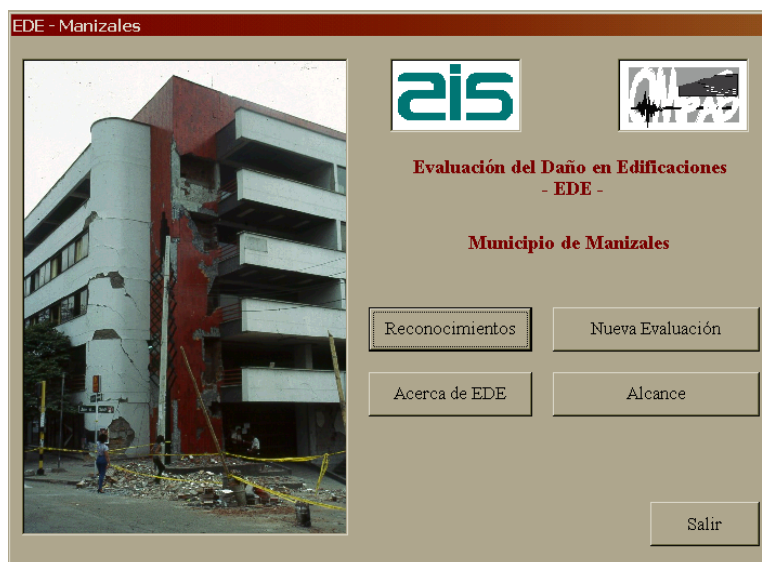 EDE - Manizales
ais
OMPAD
Evaluación del Daño en Edificaciones
- EDE -
Municipio de Manizales
Reconocimientos
Nueva Evaluación
Acerca de EDE
Alcance
Salir